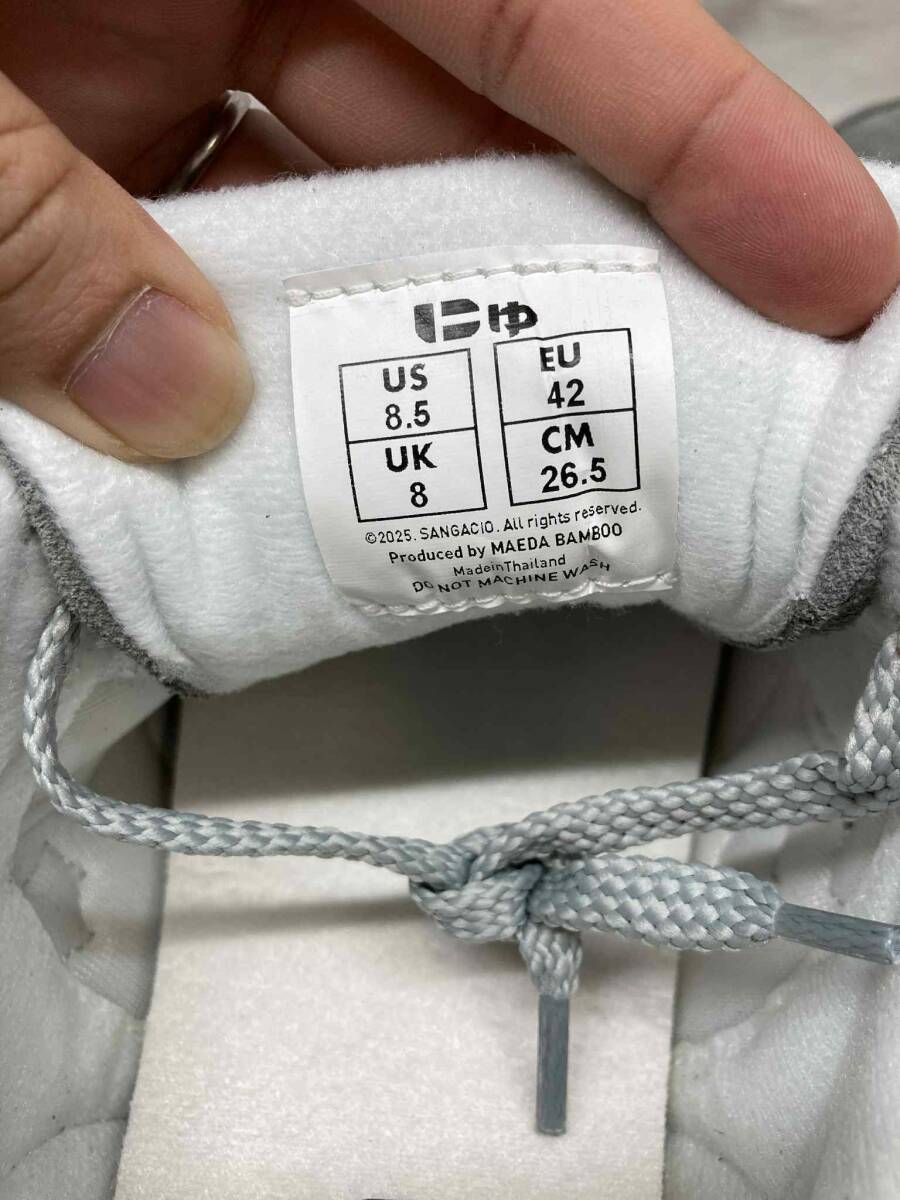 にゆ
US
8.5
EU
42
UK
8
CM
26.5
©2025. SANGACIO. All rights reserved.
Produced by MAEDA BAMBOO
MadeinThailand
DO NOT MACHINE WASH